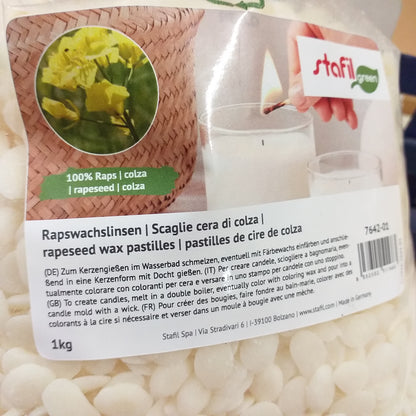 stafil
green
100% Raps | colza
| rapeseed | colza
Rapswachslinsen | Scaglie cera di colza |
rapeseed wax pastilles | pastilles de cire de colza
7642-01
(DE) Zum Kerzengießen im Wasserbad schmelzen, eventuell mit Färbewachs einfärben und anschlie-
ßend in eine Kerzenform mit Docht gießen. (IT) Per creare candele, sciogliere a bagnomaria, even-
tualmente colorare con coloranti per cera e versare in uno stampo per candele con uno stoppino.
(GB) To create candles, melt in a double boiler, eventually color with coloring wax and pour into a
candle mold with a wick. (FR) Pour créer des bougies, faire fondre au bain-marie, colorer avec des
colorants à la cire si nécessaire et verser dans un moule à bougie avec une mèche.
Stafil Spa | Via Stradivari 6 | I-39100 Bolzano | www.stafil.com | Made in Germany
1kg